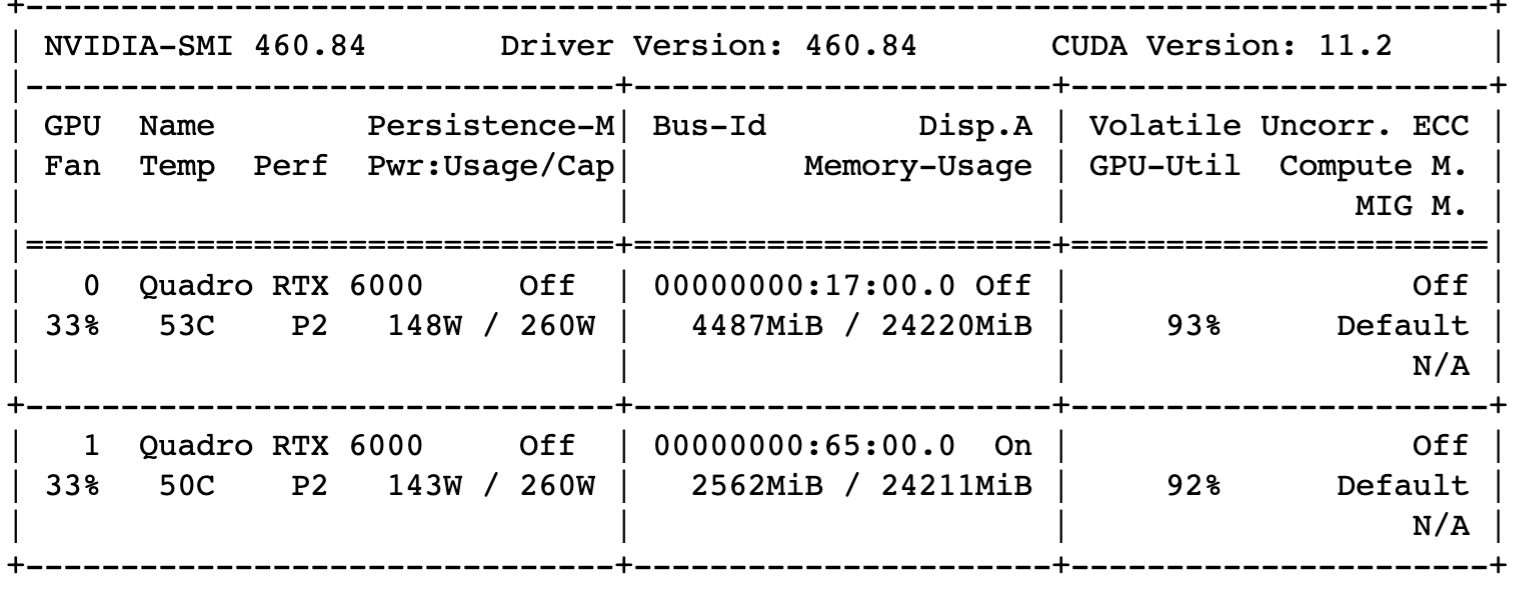 +-----------------------------------------------------------------------------+
| NVIDIA-SMI 460.84       Driver Version: 460.84       CUDA Version: 11.2     |
|-------------------------------+----------------------+----------------------+
| GPU  Name        Persistence-M| Bus-Id        Disp.A | Volatile Uncorr. ECC |
| Fan  Temp  Perf  Pwr:Usage/Cap|         Memory-Usage | GPU-Util  Compute M. |
|                               |                      |               MIG M. |
|===============================+======================+======================|
|   0  Quadro RTX 6000     Off  | 00000000:17:00.0 Off |                  Off |
| 33%   53C    P2   148W / 260W |   4487MiB / 24220MiB |     93%      Default |
|                               |                      |                  N/A |
+-------------------------------+----------------------+----------------------+
|   1  Quadro RTX 6000     Off  | 00000000:65:00.0  On |                  Off |
| 33%   50C    P2   143W / 260W |   2562MiB / 24211MiB |     92%      Default |
|                               |                      |                  N/A |
+-------------------------------+----------------------+----------------------+